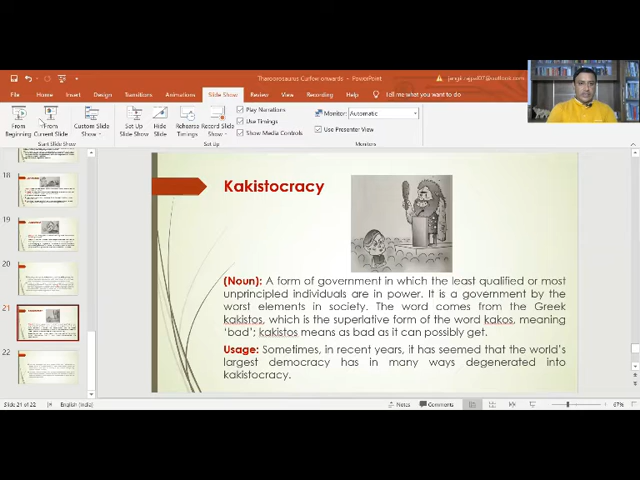 Tharoorosaurus Curfew onwards - PowerPoint
File Home Insert Design Transitions Animations Slide Show Review View Recording Help Tell me what you want to do
From Beginning
From Current Slide
Custom Slide Show
Set Up Slide Show
Hide Slide
Rehearse Timings
Record Slide Show
Play Narrations
Use Timings
Show Media Controls
Monitor: Automatic
Use Presenter View
Start Slide Show
Set Up
Monitors
18
19
20
21
22
Kakistocracy
(Noun): A form of government in which the least qualified or most
unprincipled individuals are in power. It is a government by the
worst elements in society. The word comes from the Greek
kakistos, which is the superlative form of the word kakos, meaning
'bad'; kakistos means as bad as it can possibly get.
Usage: Sometimes, in recent years, it has seemed that the world's
largest democracy has in many ways degenerated into
kakistocracy.
Slide 21 of 22 English (India) Notes Comments 67%